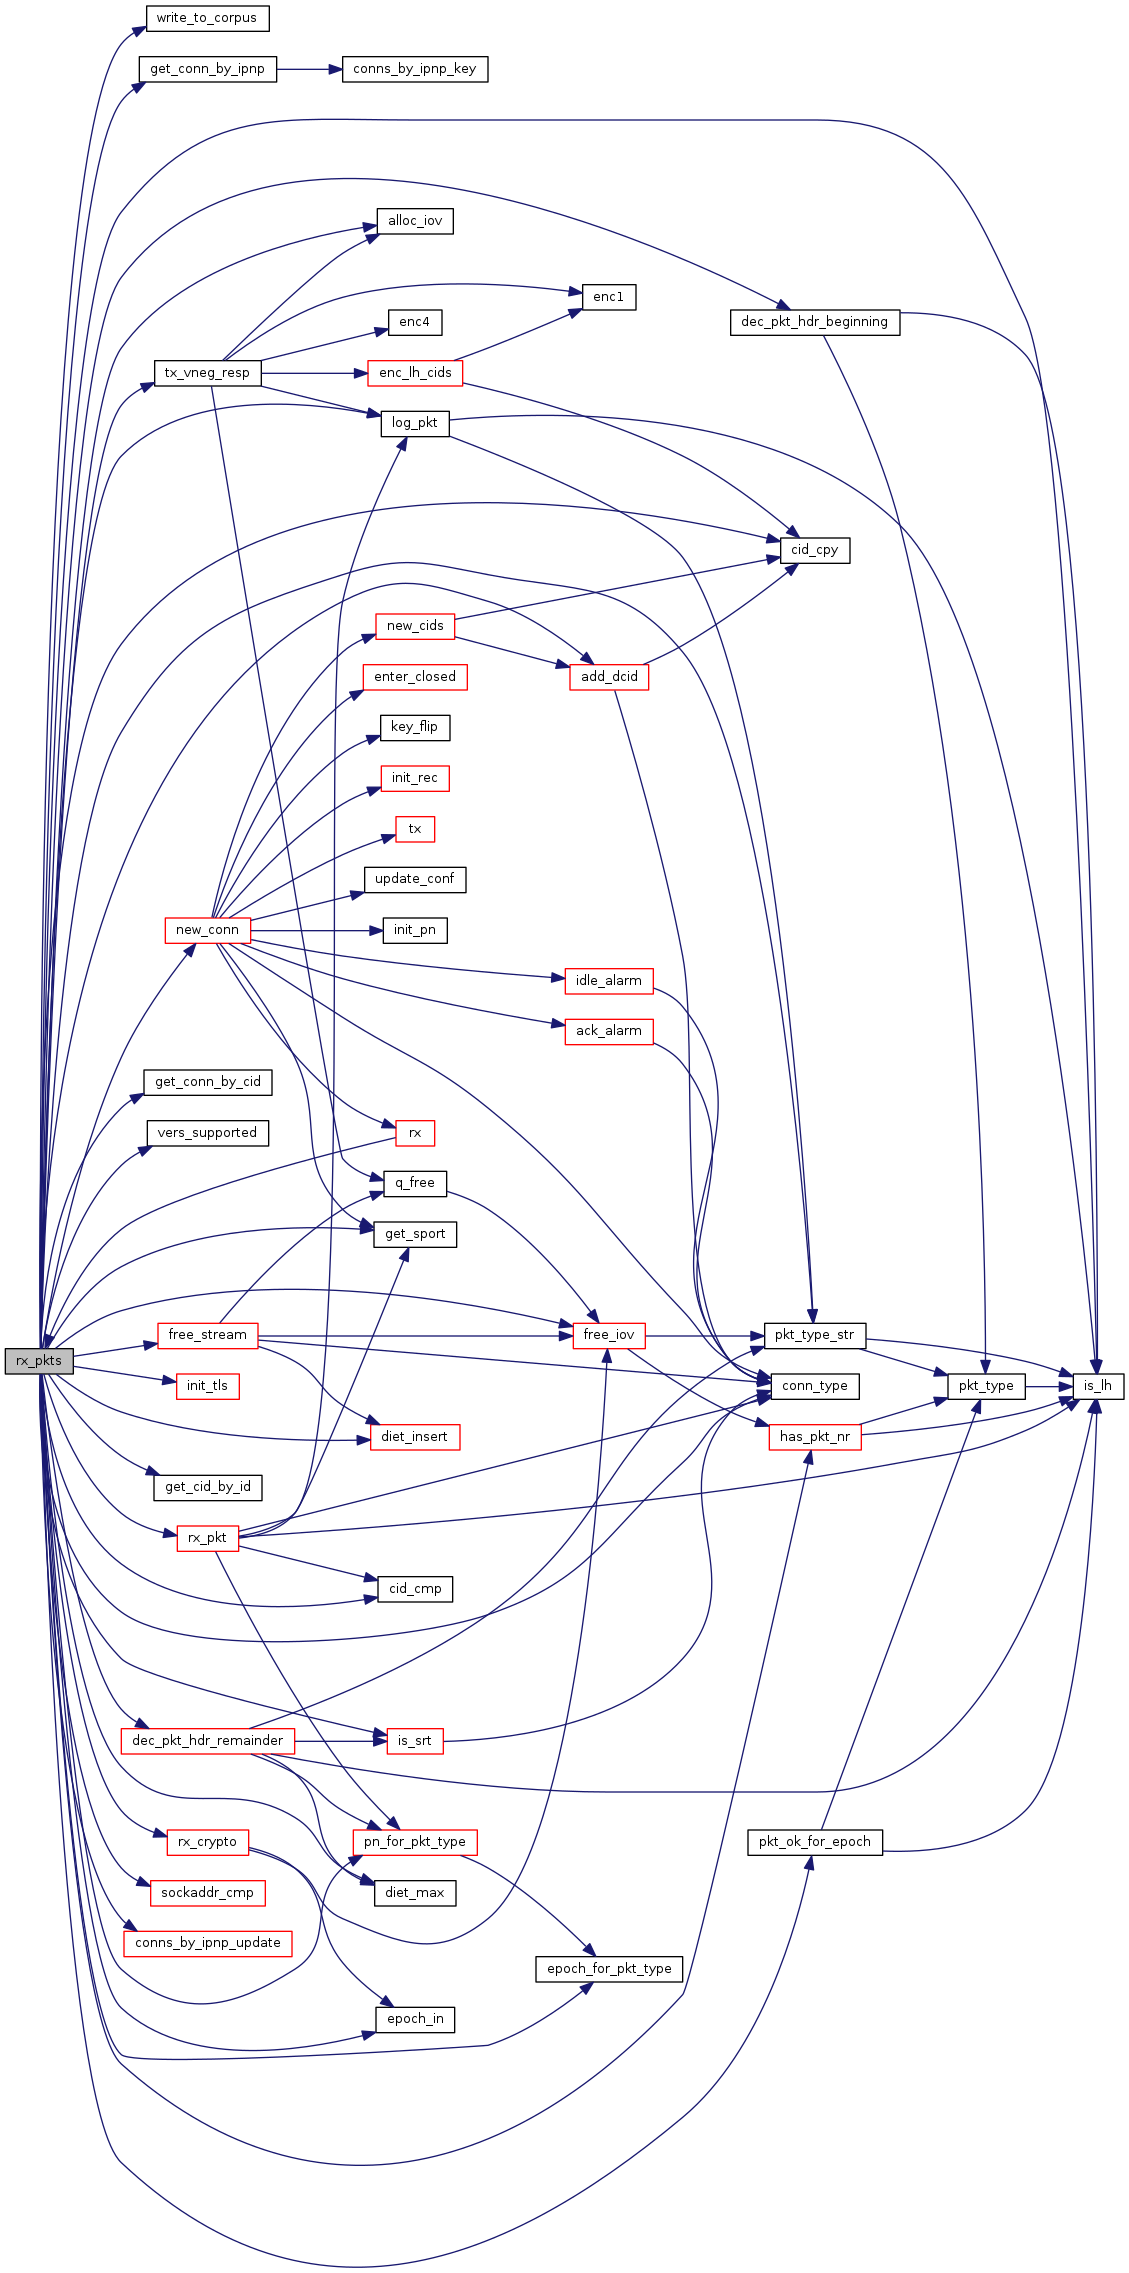 write_to_corpus
get_conn_by_ipnp
conns_by_ipnp_key
alloc_iov
enc1
enc4
dec_pkt_hdr_beginning
tx_vneg_resp
enc_lh_cids
log_pkt
cid_cpy
new_cids
enter_closed
add_dcid
key_flip
init_rec
tx
update_conf
new_conn
init_pn
idle_alarm
ack_alarm
get_conn_by_cid
vers_supported
rx
q_free
get_sport
free_stream
free_iov
pkt_type_str
rx_pkts
init_tls
conn_type
pkt_type
is_lh
diet_insert
has_pkt_nr
get_cid_by_id
rx_pkt
cid_cmp
dec_pkt_hdr_remainder
is_srt
rx_crypto
pn_for_pkt_type
pkt_ok_for_epoch
sockaddr_cmp
diet_max
conns_by_ipnp_update
epoch_for_pkt_type
epoch_in